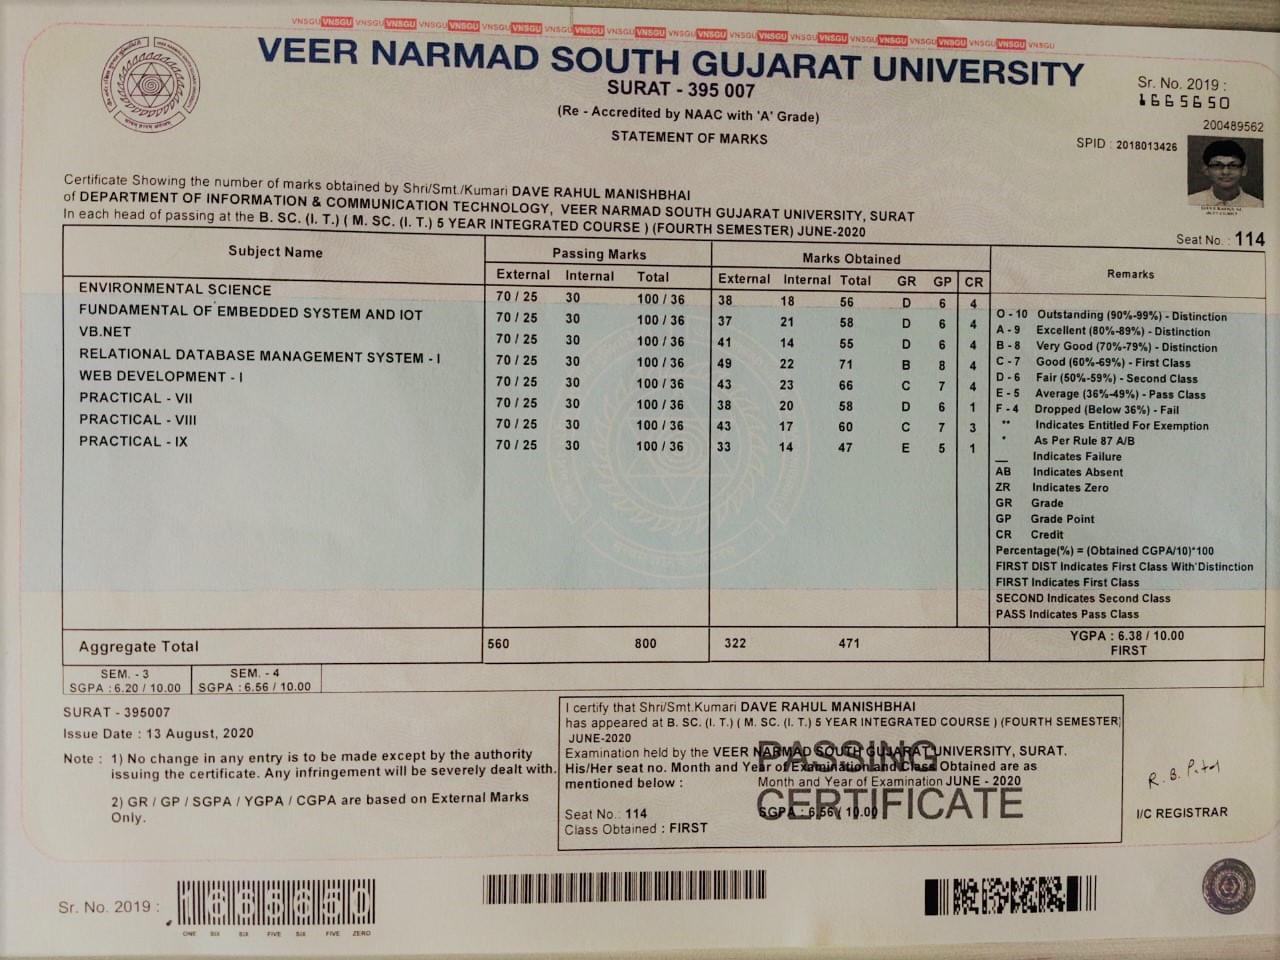 VNSGU VNSGU VNSGU VNSGU VNSGU VNSGU VNSGU VNSGU VNSGU VNSGU VNSGU VNSGU VNSGU VNSGU VNSGU VNSGU VNSGU VNSGU VNSGU VNSGU VNSGU VNSGU VNSGU VNSGU VNSGU
VEER NARMAD SOUTH GUJARAT UNIVERSITY
SURAT - 395 007
(Re - Accredited by NAAC with 'A' Grade)
STATEMENT OF MARKS
Sr. No. 2019 :
1665650
200489562
SPID : 2018013426
Certificate Showing the number of marks obtained by Shri/Smt./Kumari DAVE RAHUL MANISHBHAI
of DEPARTMENT OF INFORMATION & COMMUNICATION TECHNOLOGY, VEER NARMAD SOUTH GUJARAT UNIVERSITY, SURAT
In each head of passing at the B. SC. (I. T.) ( M. SC. (I. T.) 5 YEAR INTEGRATED COURSE ) (FOURTH SEMESTER) JUNE-2020
Seat No. : 114
Subject Name Passing Marks Marks Obtained Remarks
External Internal Total External Internal Total GR GP CR
ENVIRONMENTAL SCIENCE 70 / 25 30 100 / 36 38 18 56 D 6 4
FUNDAMENTAL OF EMBEDDED SYSTEM AND IOT 70 / 25 30 100 / 36 37 21 58 D 6 4
VB.NET 70 / 25 30 100 / 36 41 14 55 D 6 4
RELATIONAL DATABASE MANAGEMENT SYSTEM - I 70 / 25 30 100 / 36 49 22 71 B 8 4
WEB DEVELOPMENT - I 70 / 25 30 100 / 36 43 23 66 C 7 4
PRACTICAL - VII 70 / 25 30 100 / 36 38 20 58 D 6 1
PRACTICAL - VIII 70 / 25 30 100 / 36 43 17 60 C 7 3
PRACTICAL - IX 70 / 25 30 100 / 36 33 14 47 E 5 1
O - 10 Outstanding (90%-99%) - Distinction
A - 9 Excellent (80%-89%) - Distinction
B - 8 Very Good (70%-79%) - Distinction
C - 7 Good (60%-69%) - First Class
D - 6 Fair (50%-59%) - Second Class
E - 5 Average (36%-49%) - Pass Class
F - 4 Dropped (Below 36%) - Fail
** Indicates Entitled For Exemption
* As Per Rule 87 A/B
__ Indicates Failure
AB Indicates Absent
ZR Indicates Zero
GR Grade
GP Grade Point
CR Credit
Percentage(%) = (Obtained CGPA/10)*100
FIRST DIST Indicates First Class With Distinction
FIRST Indicates First Class
SECOND Indicates Second Class
PASS Indicates Pass Class
Aggregate Total 560 800 322 471
YGPA : 6.38 / 10.00
FIRST
SEM. - 3 SEM. - 4
SGPA : 6.20 / 10.00 SGPA : 6.56 / 10.00
SURAT - 395007
Issue Date : 13 August, 2020
Note : 1) No change in any entry is to be made except by the authority
issuing the certificate. Any infringement will be severely dealt with.
2) GR / GP / SGPA / YGPA / CGPA are based on External Marks
Only.
I certify that Shri/Smt.Kumari DAVE RAHUL MANISHBHAI
has appeared at B. SC. (I. T.) ( M. SC. (I. T.) 5 YEAR INTEGRATED COURSE ) (FOURTH SEMESTER)
JUNE-2020
Examination held by the VEER NARMAD SOUTH GUJARAT UNIVERSITY, SURAT.
His/Her seat no. Month and Year of Examination and Class Obtained are as
mentioned below : Month and Year of Examination JUNE - 2020
Seat No.: 114 SGPA : 6.56 / 10.00
Class Obtained : FIRST
PASSING
CERTIFICATE
R. B. Patel
I/C REGISTRAR
Sr. No. 2019 : 1665650
ONE SIX SIX FIVE SIX FIVE ZERO